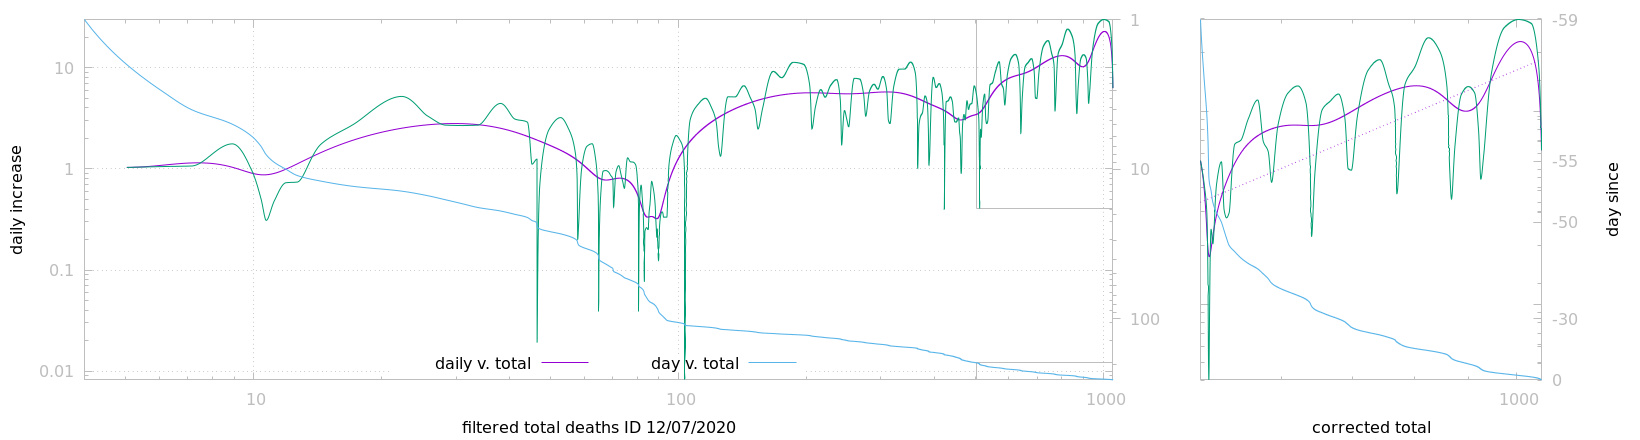 daily increase
10
1
0.1
0.01
10
100
1000
1
10
100
daily v. total
day v. total
filtered total deaths ID 12/07/2020
-59
-55
-50
-30
0
day since
1000
corrected total